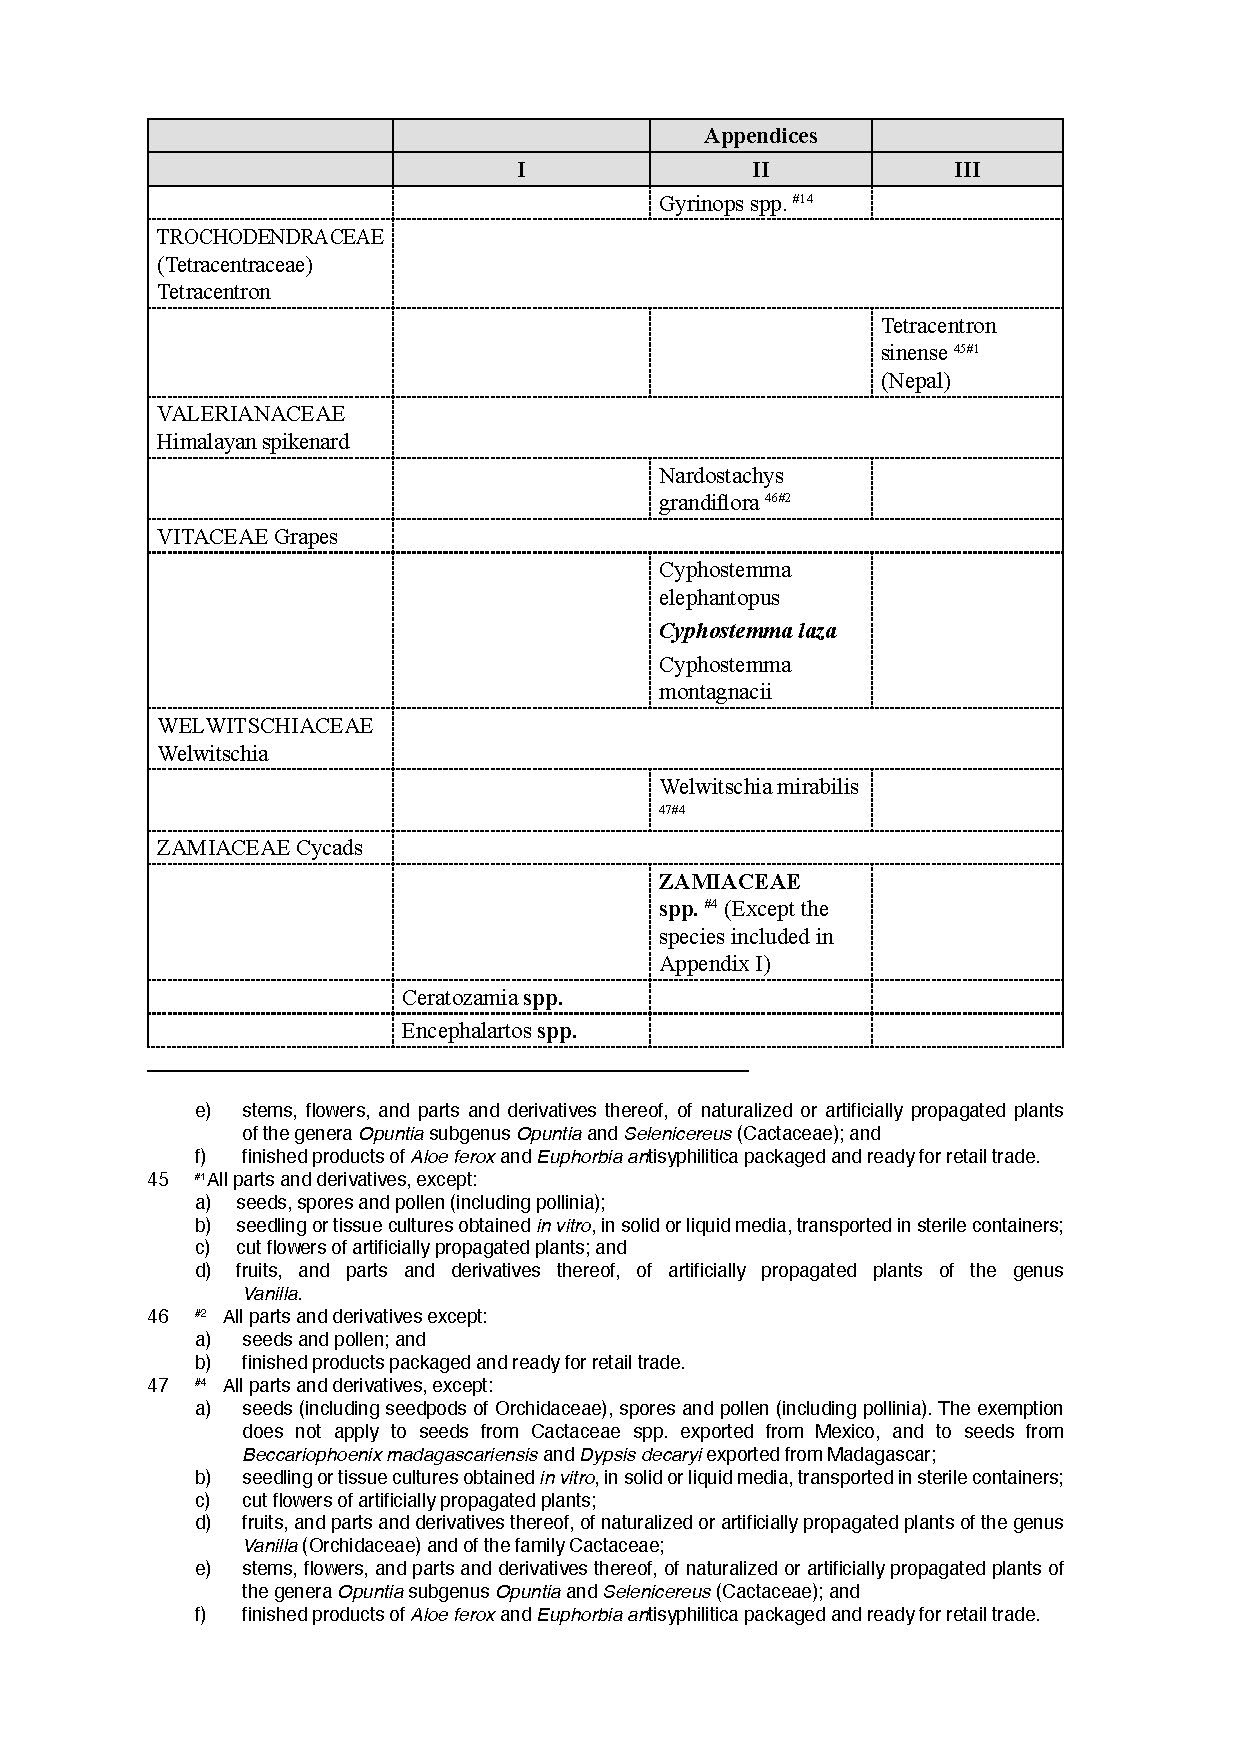 Appendices
I II III
Gyrinops spp. #14
TROCHODENDRACEAE
(Tetracentraceae)
Tetracentron
Tetracentron
sinense 45#1
(Nepal)
VALERIANACEAE
Himalayan spikenard
Nardostachys
grandiflora 46#2
VITACEAE Grapes
Cyphostemma
elephantopus
Cyphostemma laza
Cyphostemma
montagnacii
WELWITSCHIACEAE
Welwitschia
Welwitschia mirabilis
47#4
ZAMIACEAE Cycads
ZAMIACEAE
spp. #4 (Except the
species included in
Appendix I)
Ceratozamia spp.
Encephalartos spp.
e) stems, flowers, and parts and derivatives thereof, of naturalized or artificially propagated plants
of the genera Opuntia subgenus Opuntia and Selenicereus (Cactaceae); and
f) finished products of Aloe ferox and Euphorbia antisyphilitica packaged and ready for retail trade.
45 #1 All parts and derivatives, except:
a) seeds, spores and pollen (including pollinia);
b) seedling or tissue cultures obtained in vitro, in solid or liquid media, transported in sterile containers;
c) cut flowers of artificially propagated plants; and
d) fruits, and parts and derivatives thereof, of artificially propagated plants of the genus
Vanilla.
46 #2 All parts and derivatives except:
a) seeds and pollen; and
b) finished products packaged and ready for retail trade.
47 #4 All parts and derivatives, except:
a) seeds (including seedpods of Orchidaceae), spores and pollen (including pollinia). The exemption
does not apply to seeds from Cactaceae spp. exported from Mexico, and to seeds from
Beccariophoenix madagascariensis and Dypsis decaryi exported from Madagascar;
b) seedling or tissue cultures obtained in vitro, in solid or liquid media, transported in sterile containers;
c) cut flowers of artificially propagated plants;
d) fruits, and parts and derivatives thereof, of naturalized or artificially propagated plants of the genus
Vanilla (Orchidaceae) and of the family Cactaceae;
e) stems, flowers, and parts and derivatives thereof, of naturalized or artificially propagated plants of
the genera Opuntia subgenus Opuntia and Selenicereus (Cactaceae); and
f) finished products of Aloe ferox and Euphorbia antisyphilitica packaged and ready for retail trade.